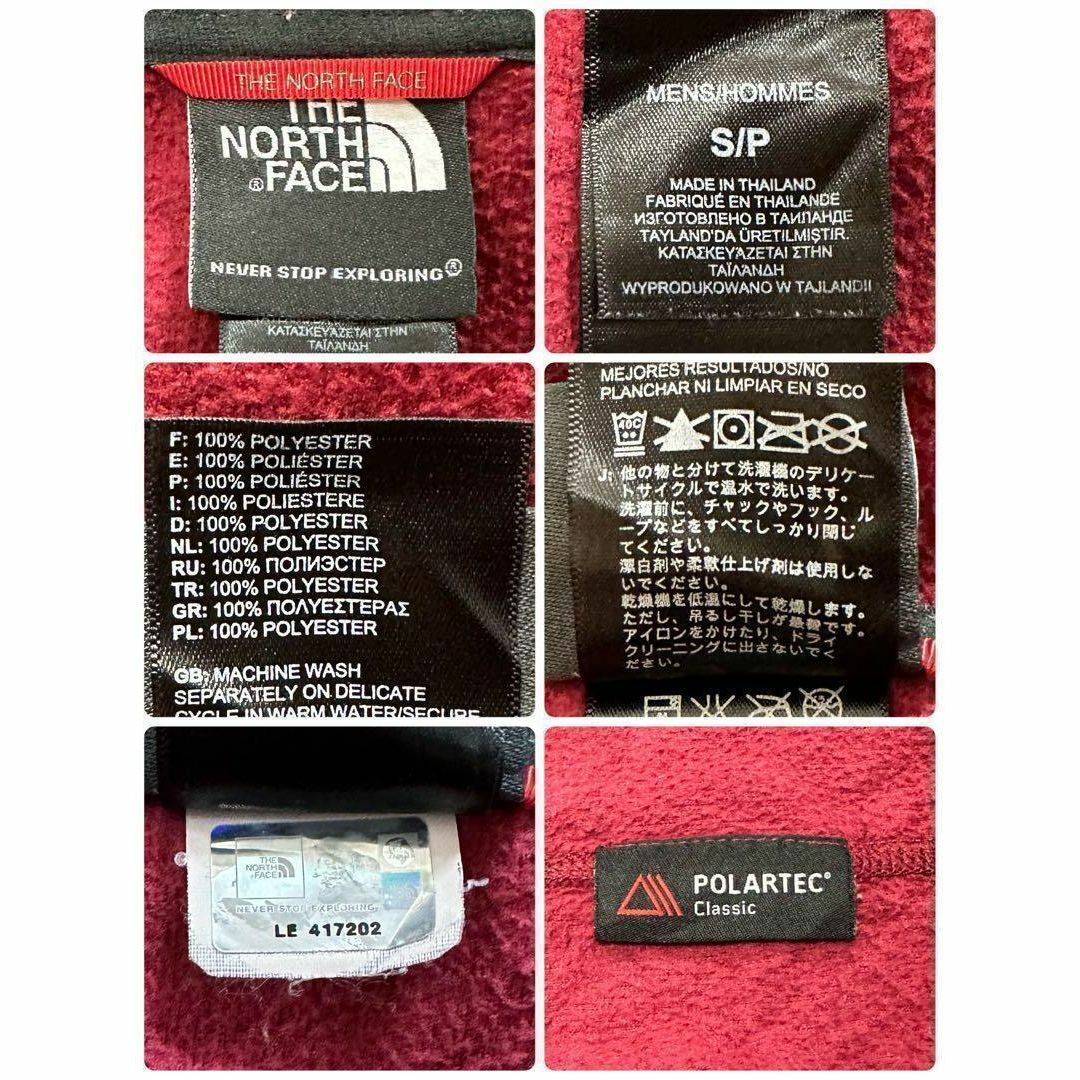 THE NORTH FACE
THE
NORTH
®FACE
NEVER STOP EXPLORING®
ΚΑΤΑΣΚΕΥΑΖΕΤΑΙ ΣΤΗΝ
ΤΑΪΛΑΝΔΗ
MENS/HOMMES
S/P
MADE IN THAILAND
FABRIQUÉ EN THAILANDE
ИЗГОТОВЛЕНО В ТАИЛАНДЕ
TAYLAND'DA ÜRETILMIŞTIR.
ΚΑΤΑΣΚΕΥΑΖΕΤΑΙ ΣΤΗΝ
ΤΑΪΛΑΝΔΗ
WYPRODUKOWANO W TAJLANDII
F: 100% POLYESTER
E: 100% POLIÉSTER
P: 100% POLIÉSTER
I: 100% POLIESTERE
D: 100% POLYESTER
NL: 100% POLYESTER
RU: 100% ПОЛИЭСТЕР
TR: 100% POLYESTER
GR: 100% ΠΟΛΥΕΣΤΕΡΑΣ
PL: 100% POLYESTER
GB: MACHINE WASH
SEPARATELY ON DELICATE
CYCLE IN WARM WATER/SECURE
MEJORES RESULTADOS/NO
PLANCHAR NI LIMPIAR EN SECO
40C
J: 他の物と分けて洗濯機のデリケー
トサイクルで温水で洗います。
洗濯前に、チャックやフック、ル
ープなどをすべてしっかり閉じ
てください。
漂白剤や柔軟仕上げ剤は使用しな
いでください。
乾燥機を低温にして乾燥します。
ただし、吊るし干しが最善です。
アイロンをかけたり、ドライ
クリーニングに出さないでく
ださい。
THE
NORTH
FACE
NEVER STOP EXPLORING
LE 417202
POLARTEC®
Classic